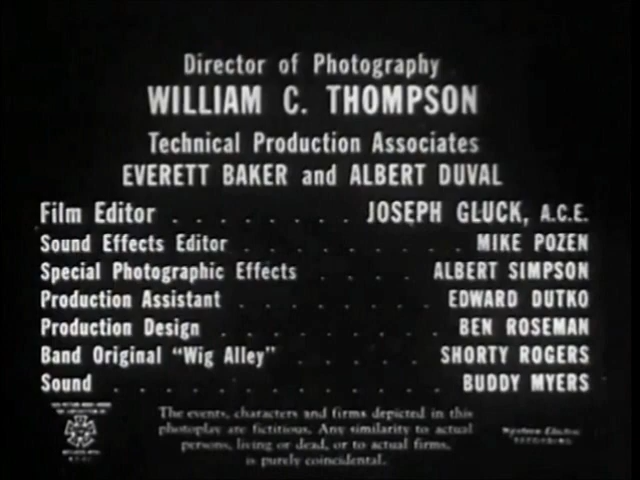 Director of Photography
WILLIAM C. THOMPSON
Technical Production Associates
EVERETT BAKER and ALBERT DUVAL
Film Editor . . . . . . . . JOSEPH GLUCK, A.C.E.
Sound Effects Editor . . . . . . . . . MIKE POZEN
Special Photographic Effects . . . . . ALBERT SIMPSON
Production Assistant . . . . . . . . EDWARD DUTKO
Production Design . . . . . . . . . BEN ROSEMAN
Band Original "Wig Alley" . . . . . . SHORTY ROGERS
Sound . . . . . . . . . . . . . BUDDY MYERS
The events, characters and firms depicted in this
photoplay are fictitious. Any similarity to actual
persons, living or dead, or to actual firms,
is purely coincidental.